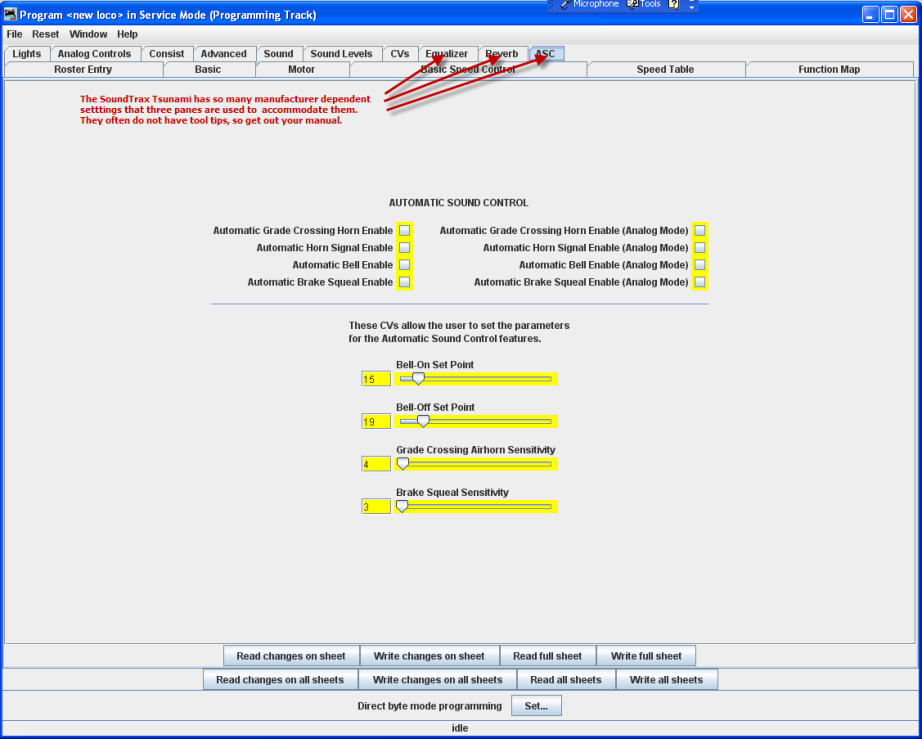 Microphone Tools
Program <new loco> in Service Mode (Programming Track)
File Reset Window Help
Lights Analog Controls Consist Advanced Sound Sound Levels CVs Equalizer Reverb ASC
Roster Entry Basic Motor Basic Speed Control Speed Table Function Map
The SoundTrax Tsunami has so many manufacturer dependent
setttings that three panes are used to accommodate them.
They often do not have tool tips, so get out your manual.
AUTOMATIC SOUND CONTROL
Automatic Grade Crossing Horn Enable Automatic Grade Crossing Horn Enable (Analog Mode)
Automatic Horn Signal Enable Automatic Horn Signal Enable (Analog Mode)
Automatic Bell Enable Automatic Bell Enable (Analog Mode)
Automatic Brake Squeal Enable Automatic Brake Squeal Enable (Analog Mode)
These CVs allow the user to set the parameters
for the Automatic Sound Control features.
Bell-On Set Point
15
Bell-Off Set Point
19
Grade Crossing Airhorn Sensitivity
4
Brake Squeal Sensitivity
3
Read changes on sheet Write changes on sheet Read full sheet Write full sheet
Read changes on all sheets Write changes on all sheets Read all sheets Write all sheets
Direct byte mode programming Set...
idle